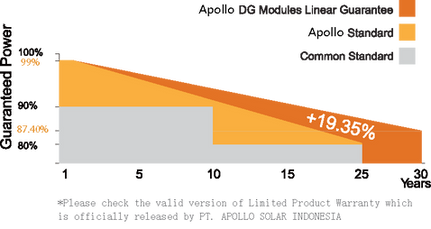 Apollo DG Modules Linear Guarantee
Apollo Standard
Common Standard
Guaranteed Power
100%
99%
90%
87.40%
80%
+19.35%
1 5 10 15 25 30
Years
*Please check the valid version of Limited Product Warranty which
is officially released by PT. APOLLO SOLAR INDONESIA